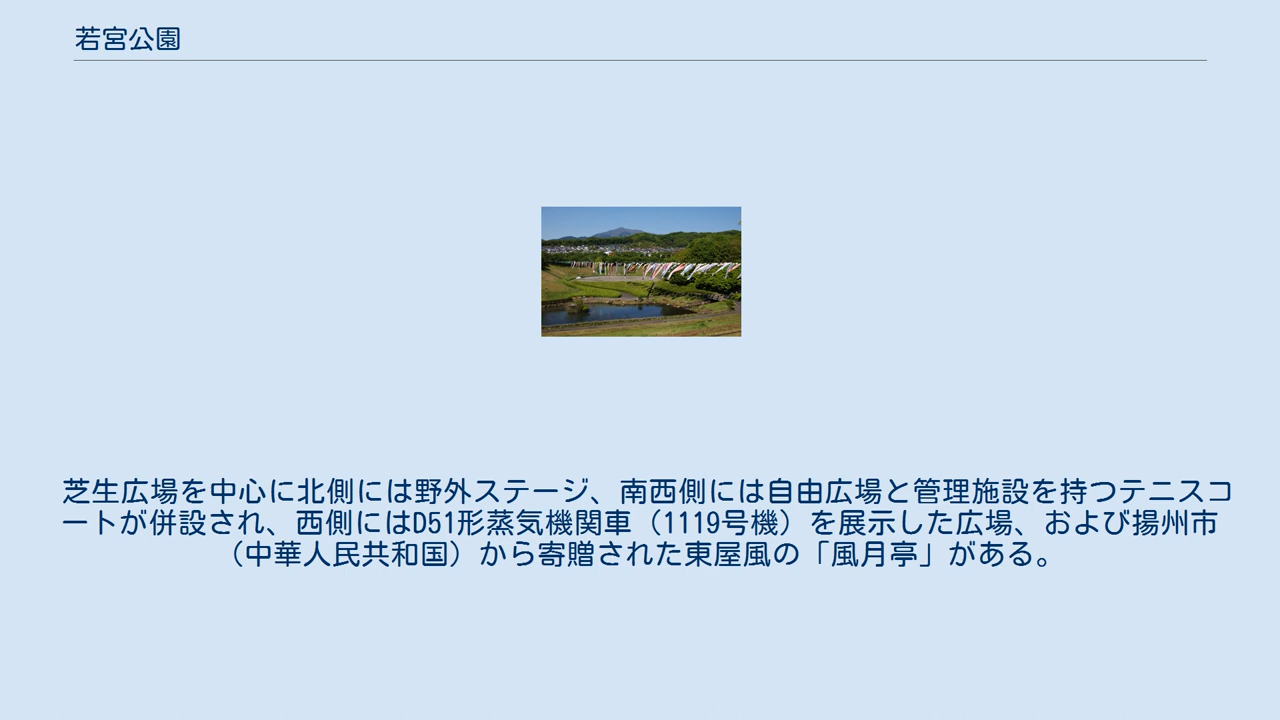 若宮公園
芝生広場を中心に北側には野外ステージ、南西側には自由広場と管理施設を持つテニスコ
ートが併設され、西側にはD51形蒸気機関車（1119号機）を展示した広場、および揚州市
（中華人民共和国）から寄贈された東屋風の「風月亭」がある。